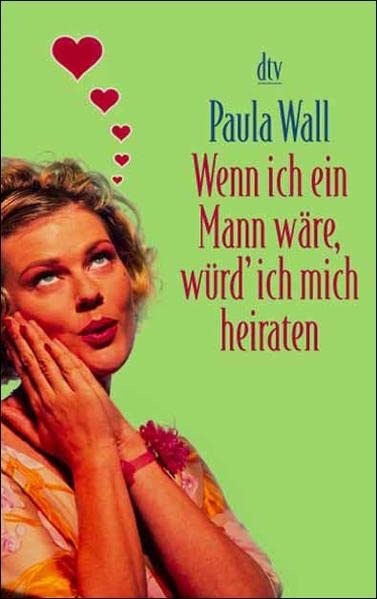 dtv
Paula Wall
Wenn ich ein
Mann wäre,
würd' ich mich
heiraten